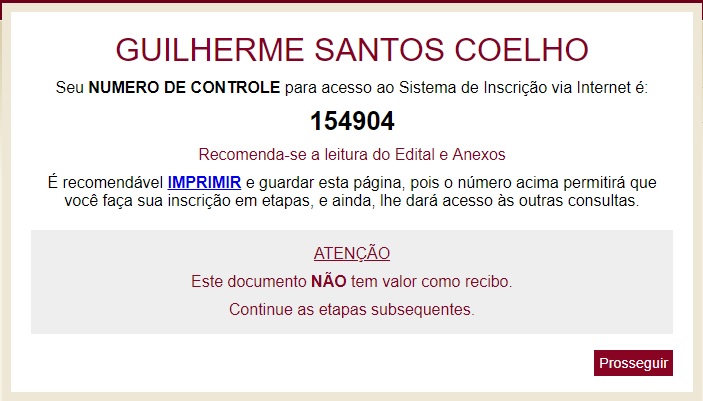 GUILHERME SANTOS COELHO
Seu NUMERO DE CONTROLE para acesso ao Sistema de Inscrição via Internet é:
154904
Recomenda-se a leitura do Edital e Anexos
É recomendável IMPRIMIR e guardar esta página, pois o número acima permitirá que
você faça sua inscrição em etapas, e ainda, lhe dará acesso às outras consultas.
ATENÇÃO
Este documento NÃO tem valor como recibo.
Continue as etapas subsequentes.
Prosseguir